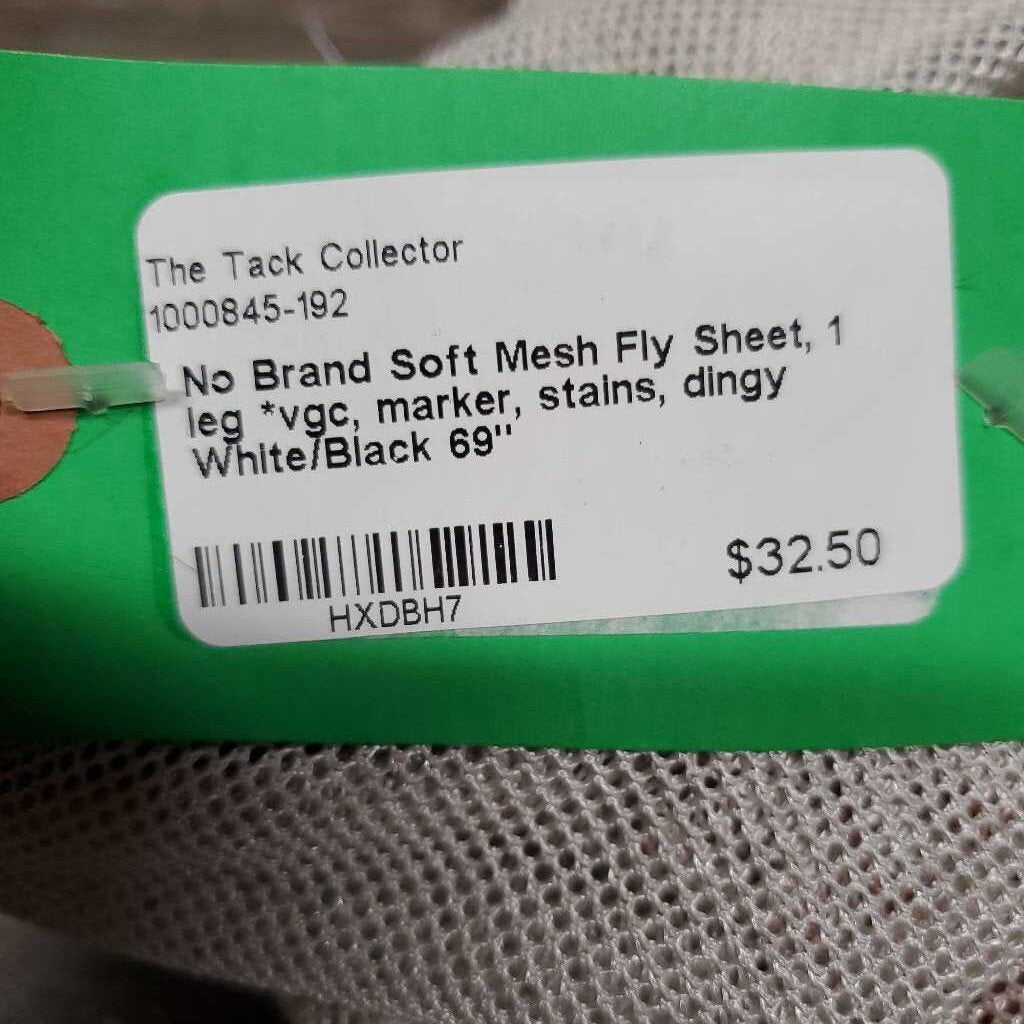 The Tack Collector
1000845-192
No Brand Soft Mesh Fly Sheet, 1
leg *vgc, marker, stains, dingy
White/Black 69"
HXDBH7
$32.50